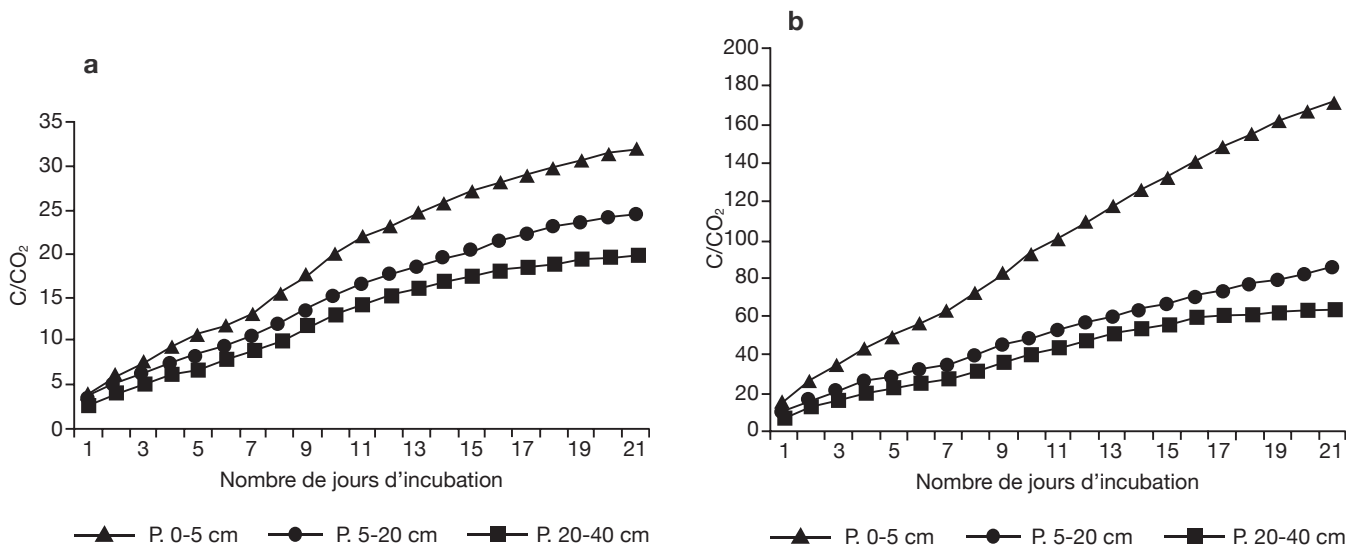 a
35
30
25
20
15
10
5
0
C/CO₂
1 3 5 7 9 11 13 15 17 19 21
Nombre de jours d'incubation
P. 0-5 cm P. 5-20 cm P. 20-40 cm
b
200
180
160
140
120
100
80
60
40
20
0
C/CO₂
1 3 5 7 9 11 13 15 17 19 21
Nombre de jours d'incubation
P. 0-5 cm P. 5-20 cm P. 20-40 cm